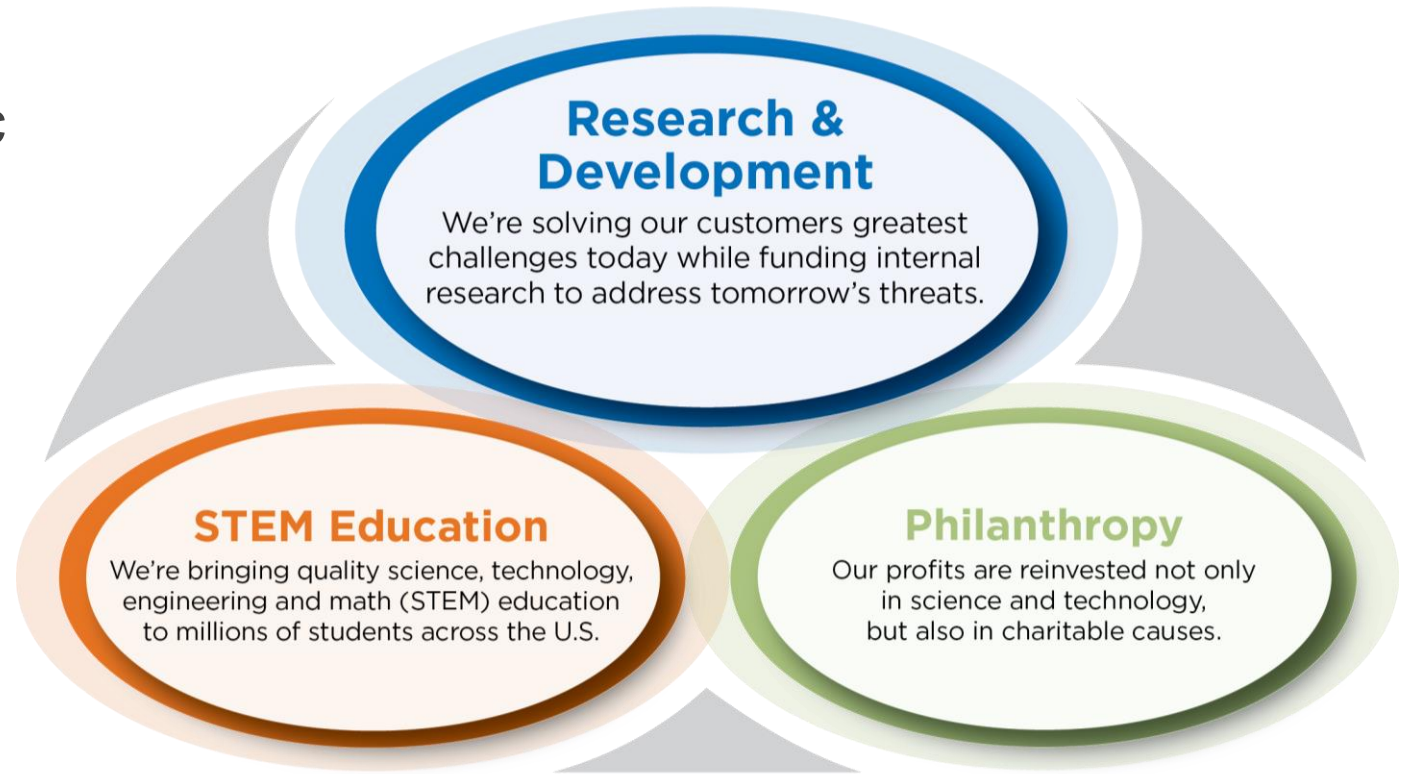 Research &
Development
We're solving our customers greatest
challenges today while funding internal
research to address tomorrow's threats.
STEM Education
We're bringing quality science, technology,
engineering and math (STEM) education
to millions of students across the U.S.
Philanthropy
Our profits are reinvested not only
in science and technology,
but also in charitable causes.